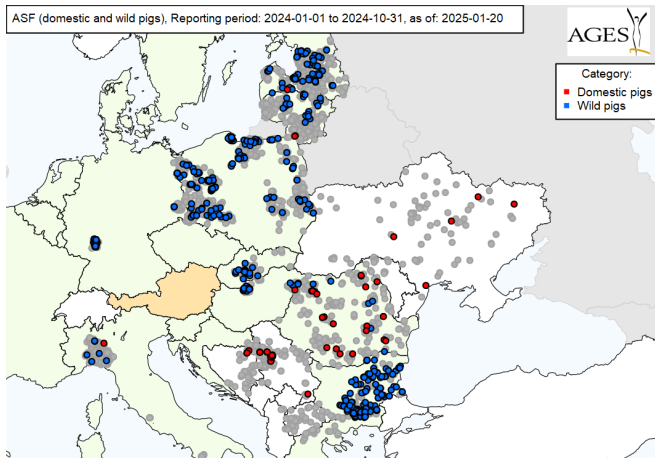 ASF (domestic and wild pigs), Reporting period: 2024-01-01 to 2024-10-31, as of: 2025-01-20
AGES
Category:
Domestic pigs
Wild pigs